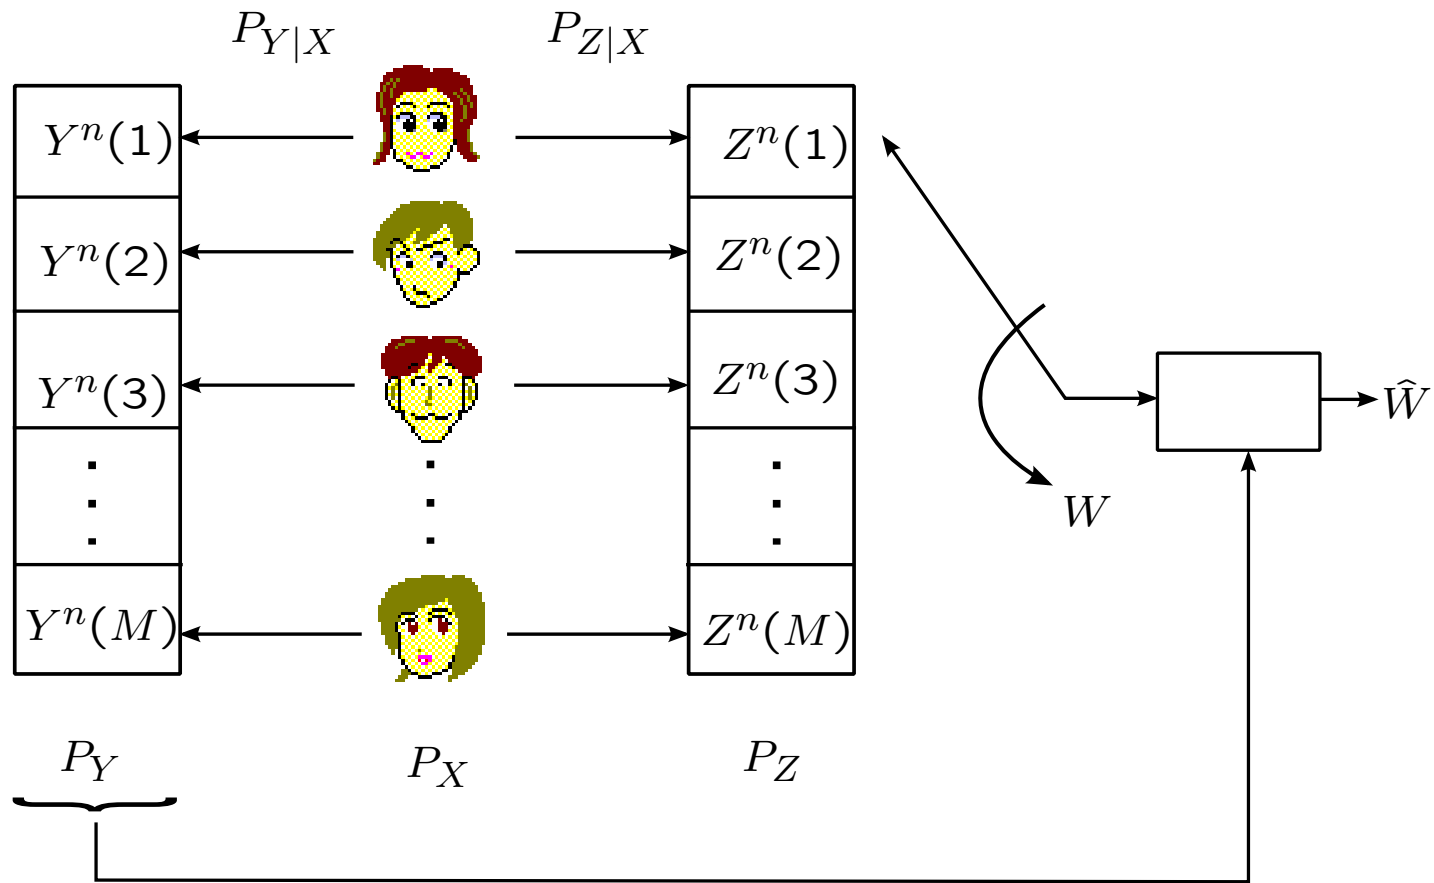 P_{Y|X} P_{Z|X}
Y^n(1) Z^n(1)
Y^n(2) Z^n(2)
Y^n(3) Z^n(3)
Ŵ
W
Y^n(M) Z^n(M)
P_Y P_X P_Z